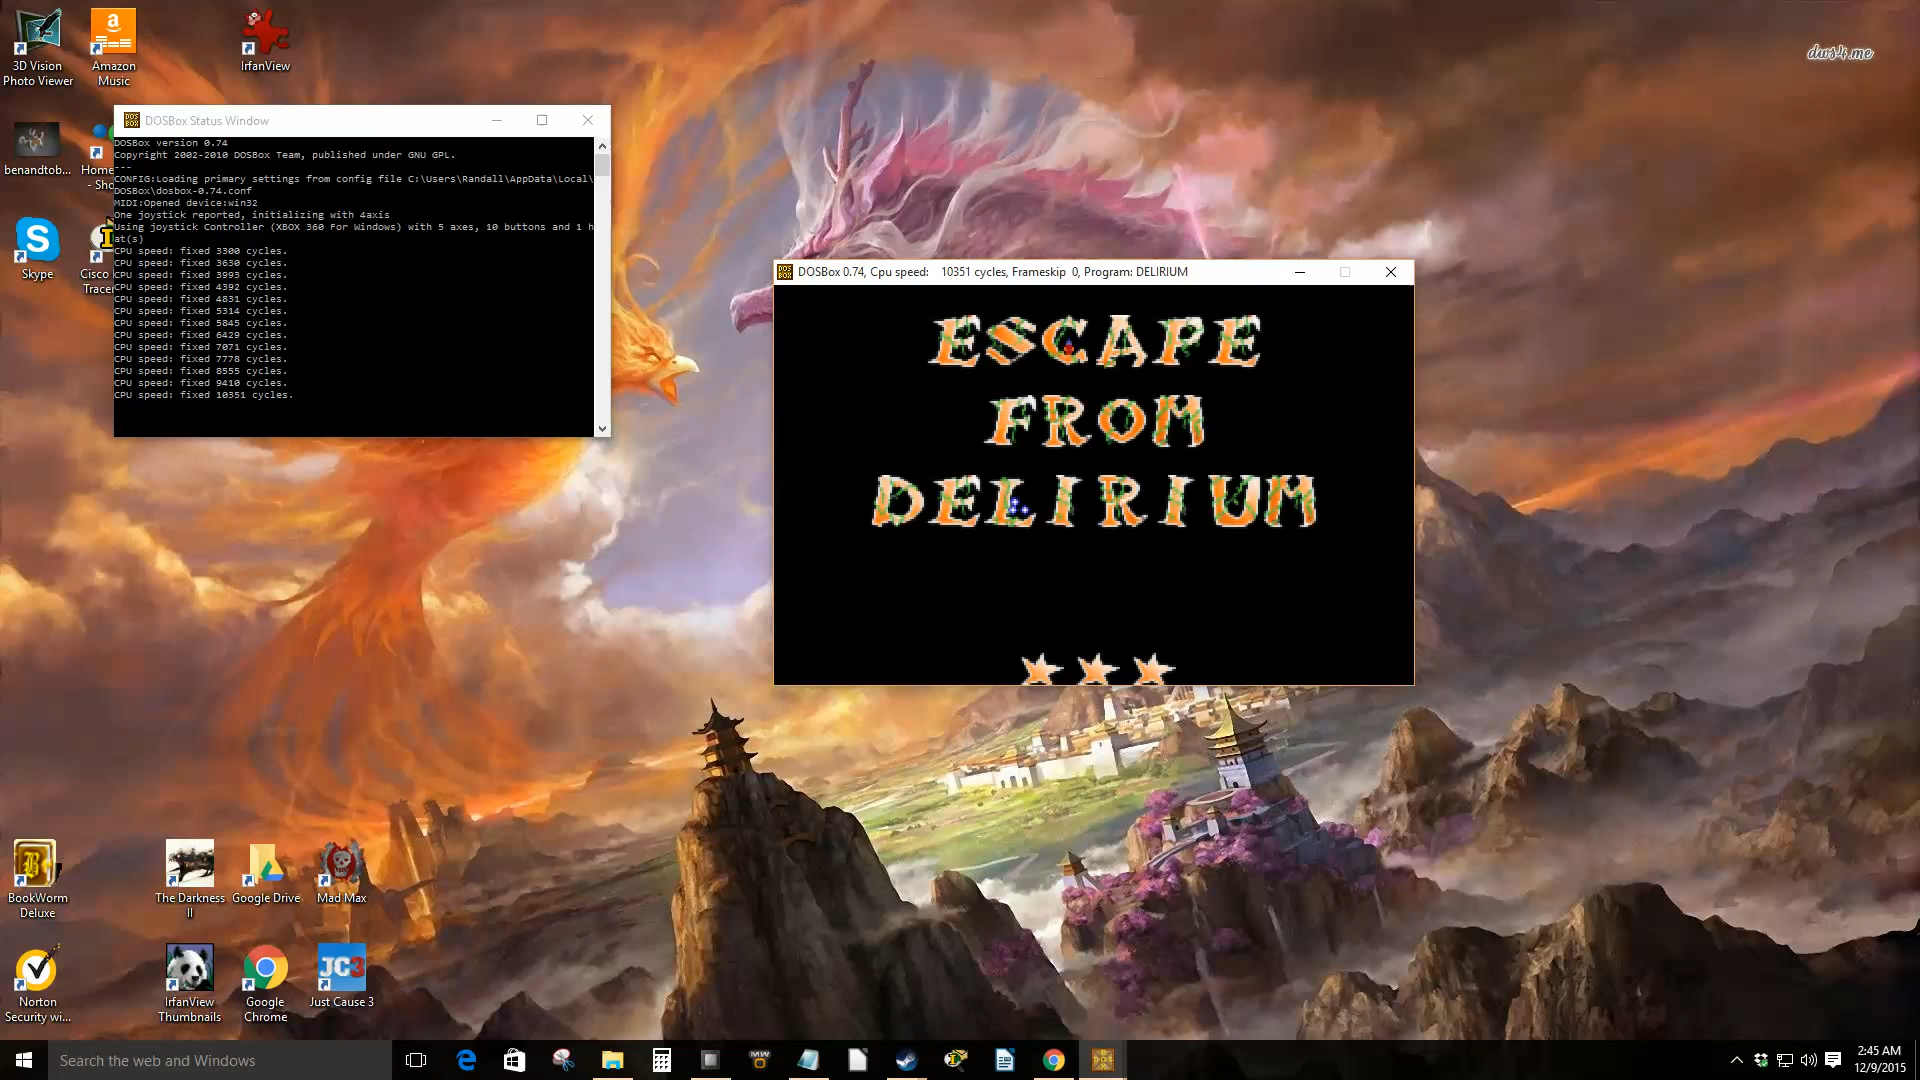 3D Vision
Photo Viewer
Amazon
Music
IrfanView
dws4.me
DOSBox Status Window
DOSBox version 0.74
Copyright 2002-2010 DOSBox Team, published under GNU GPL.
---
CONFIG:Loading primary settings from config file C:\Users\Randall\AppData\Local\
DOSBox\dosbox-0.74.conf
MIDI:Opened device:win32
One joystick reported, initializing with 4axis
Using joystick Controller (XBOX 360 For Windows) with 5 axes, 10 buttons and 1 h
at(s)
CPU speed: fixed 3300 cycles.
CPU speed: fixed 3630 cycles.
CPU speed: fixed 3993 cycles.
CPU speed: fixed 4392 cycles.
CPU speed: fixed 4831 cycles.
CPU speed: fixed 5314 cycles.
CPU speed: fixed 5845 cycles.
CPU speed: fixed 6429 cycles.
CPU speed: fixed 7071 cycles.
CPU speed: fixed 7778 cycles.
CPU speed: fixed 8555 cycles.
CPU speed: fixed 9410 cycles.
CPU speed: fixed 10351 cycles.
benandtob...
Home
- Sho
Skype
Cisco
Tracer
DOSBox 0.74, Cpu speed: 10351 cycles, Frameskip 0, Program: DELIRIUM
ESCAPE
FROM
DELIRIUM
BookWorm
Deluxe
The Darkness
II
Google Drive
Mad Max
Norton
Security wi...
IrfanView
Thumbnails
Google
Chrome
JC3
Just Cause 3
Search the web and Windows
MW
2:45 AM
12/9/2015